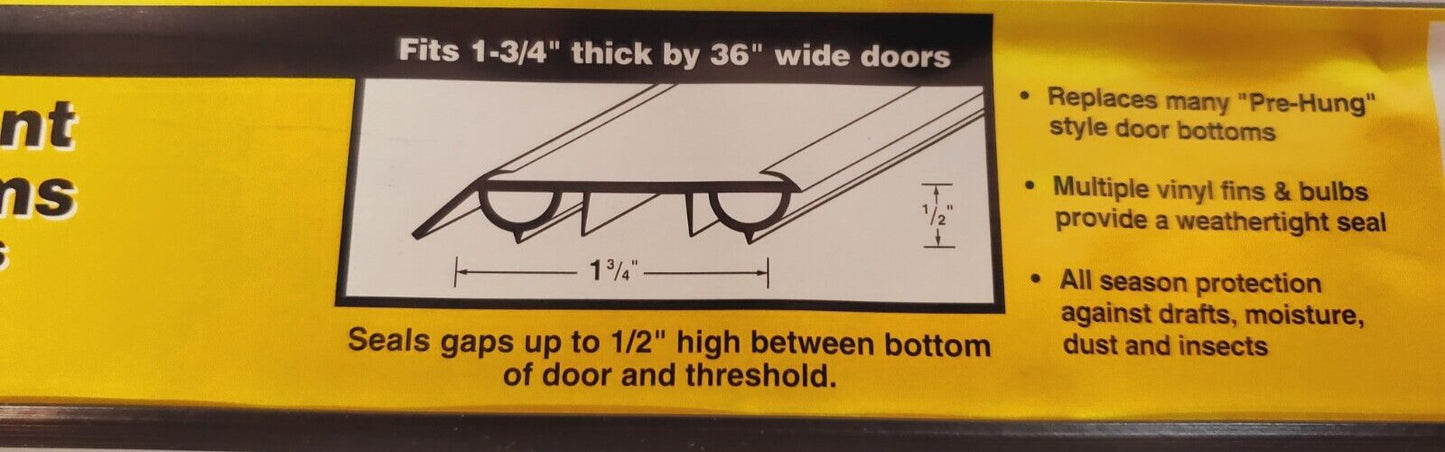 Fits 1-3/4" thick by 36" wide doors
nt
ms
s
1/2"
1 3/4"
Seals gaps up to 1/2" high between bottom
of door and threshold.
• Replaces many "Pre-Hung"
style door bottoms
• Multiple vinyl fins & bulbs
provide a weathertight seal
• All season protection
against drafts, moisture,
dust and insects